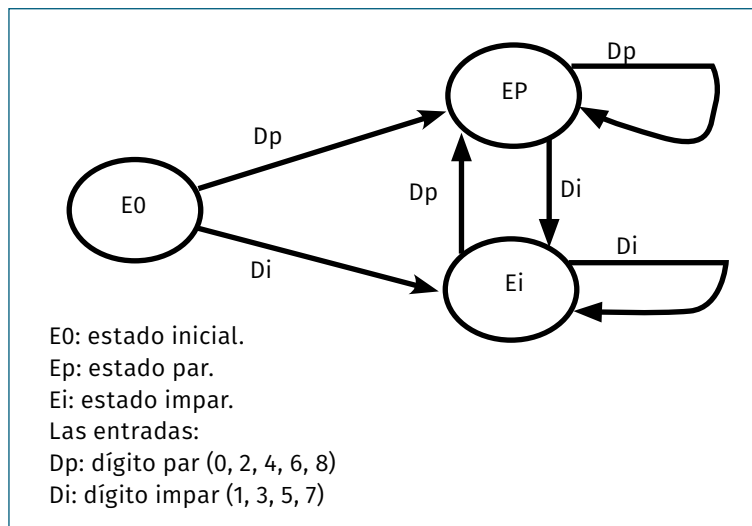 Dp
EP
Dp
Dp
Di
E0
Di
Di
Ei
E0: estado inicial.
Ep: estado par.
Ei: estado impar.
Las entradas:
Dp: dígito par (0, 2, 4, 6, 8)
Di: dígito impar (1, 3, 5, 7)